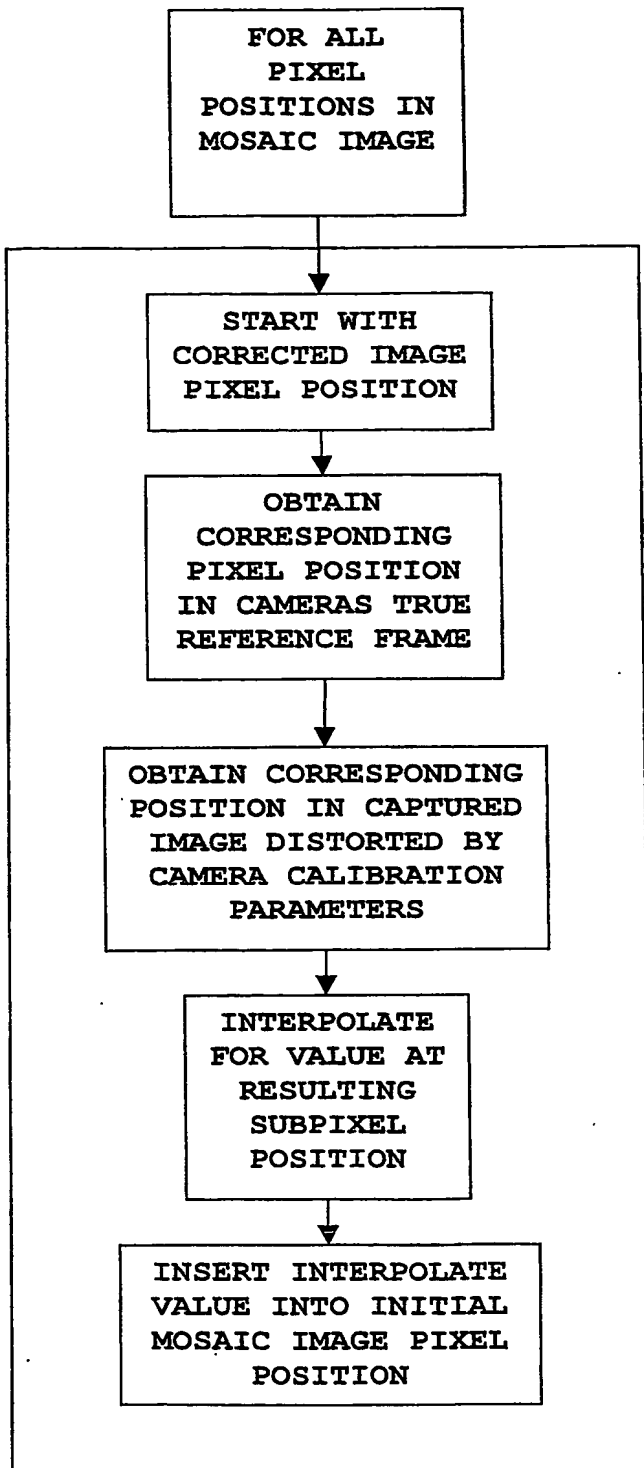 FOR ALL
PIXEL
POSITIONS IN
MOSAIC IMAGE
START WITH
CORRECTED IMAGE
PIXEL POSITION
OBTAIN
CORRESPONDING
PIXEL POSITION
IN CAMERAS TRUE
REFERENCE FRAME
OBTAIN CORRESPONDING
POSITION IN CAPTURED
IMAGE DISTORTED BY
CAMERA CALIBRATION
PARAMETERS
INTERPOLATE
FOR VALUE AT
RESULTING
SUBPIXEL
POSITION
INSERT INTERPOLATE
VALUE INTO INITIAL
MOSAIC IMAGE PIXEL
POSITION